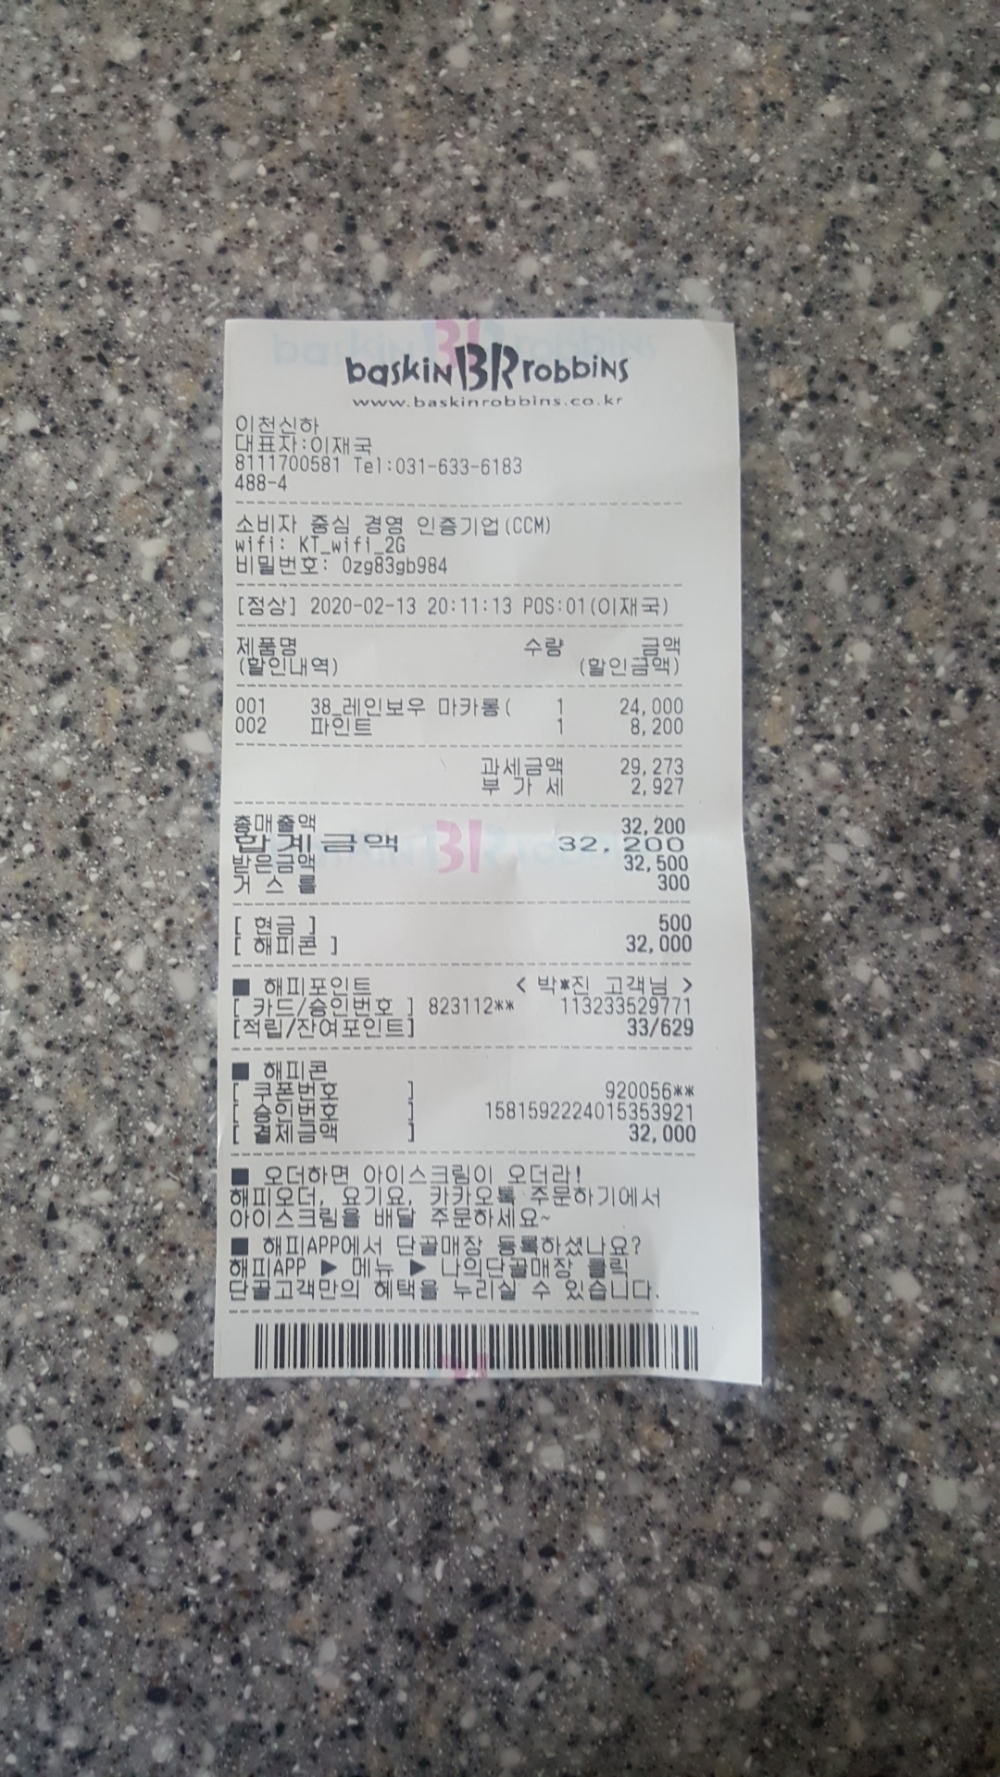 baskin BR robbins
www.baskinrobbins.co.kr
이천신하
대표자:이재국
8111700581 Tel:031-633-6183
488-4
소비자 중심 경영 인증기업(CCM)
wifi: KT_wifi_2G
비밀번호: 0zg83gb984
[정상] 2020-02-13 20:11:13 POS:01(이재국)
제품명 수량 금액
(할인내역) (할인금액)
001 38_레인보우 마카롱( 1 24,000
002 파인트 1 8,200
과세금액 29,273
부 가 세 2,927
총매출액 32,200
합계금액 32,200
받은금액 32,500
거 스 름 300
[ 현금 ] 500
[ 해피콘 ] 32,000
■ 해피포인트 < 박*진 고객님 >
[ 카드/승인번호 ] 823112** 113233529771
[적립/잔여포인트] 33/629
■ 해피콘
[ 쿠폰번호 ] 920056**
[ 승인번호 ] 1581592224015353921
[ 결제금액 ] 32,000
■ 오더하면 아이스크림이 오더라!
해피오더, 요기요, 카카오톡 주문하기에서
아이스크림을 배달 주문하세요~
■ 해피APP에서 단골매장 등록하셨나요?
해피APP ▶ 메뉴 ▶ 나의단골매장 클릭
단골고객만의 혜택을 누리실 수 있습니다.